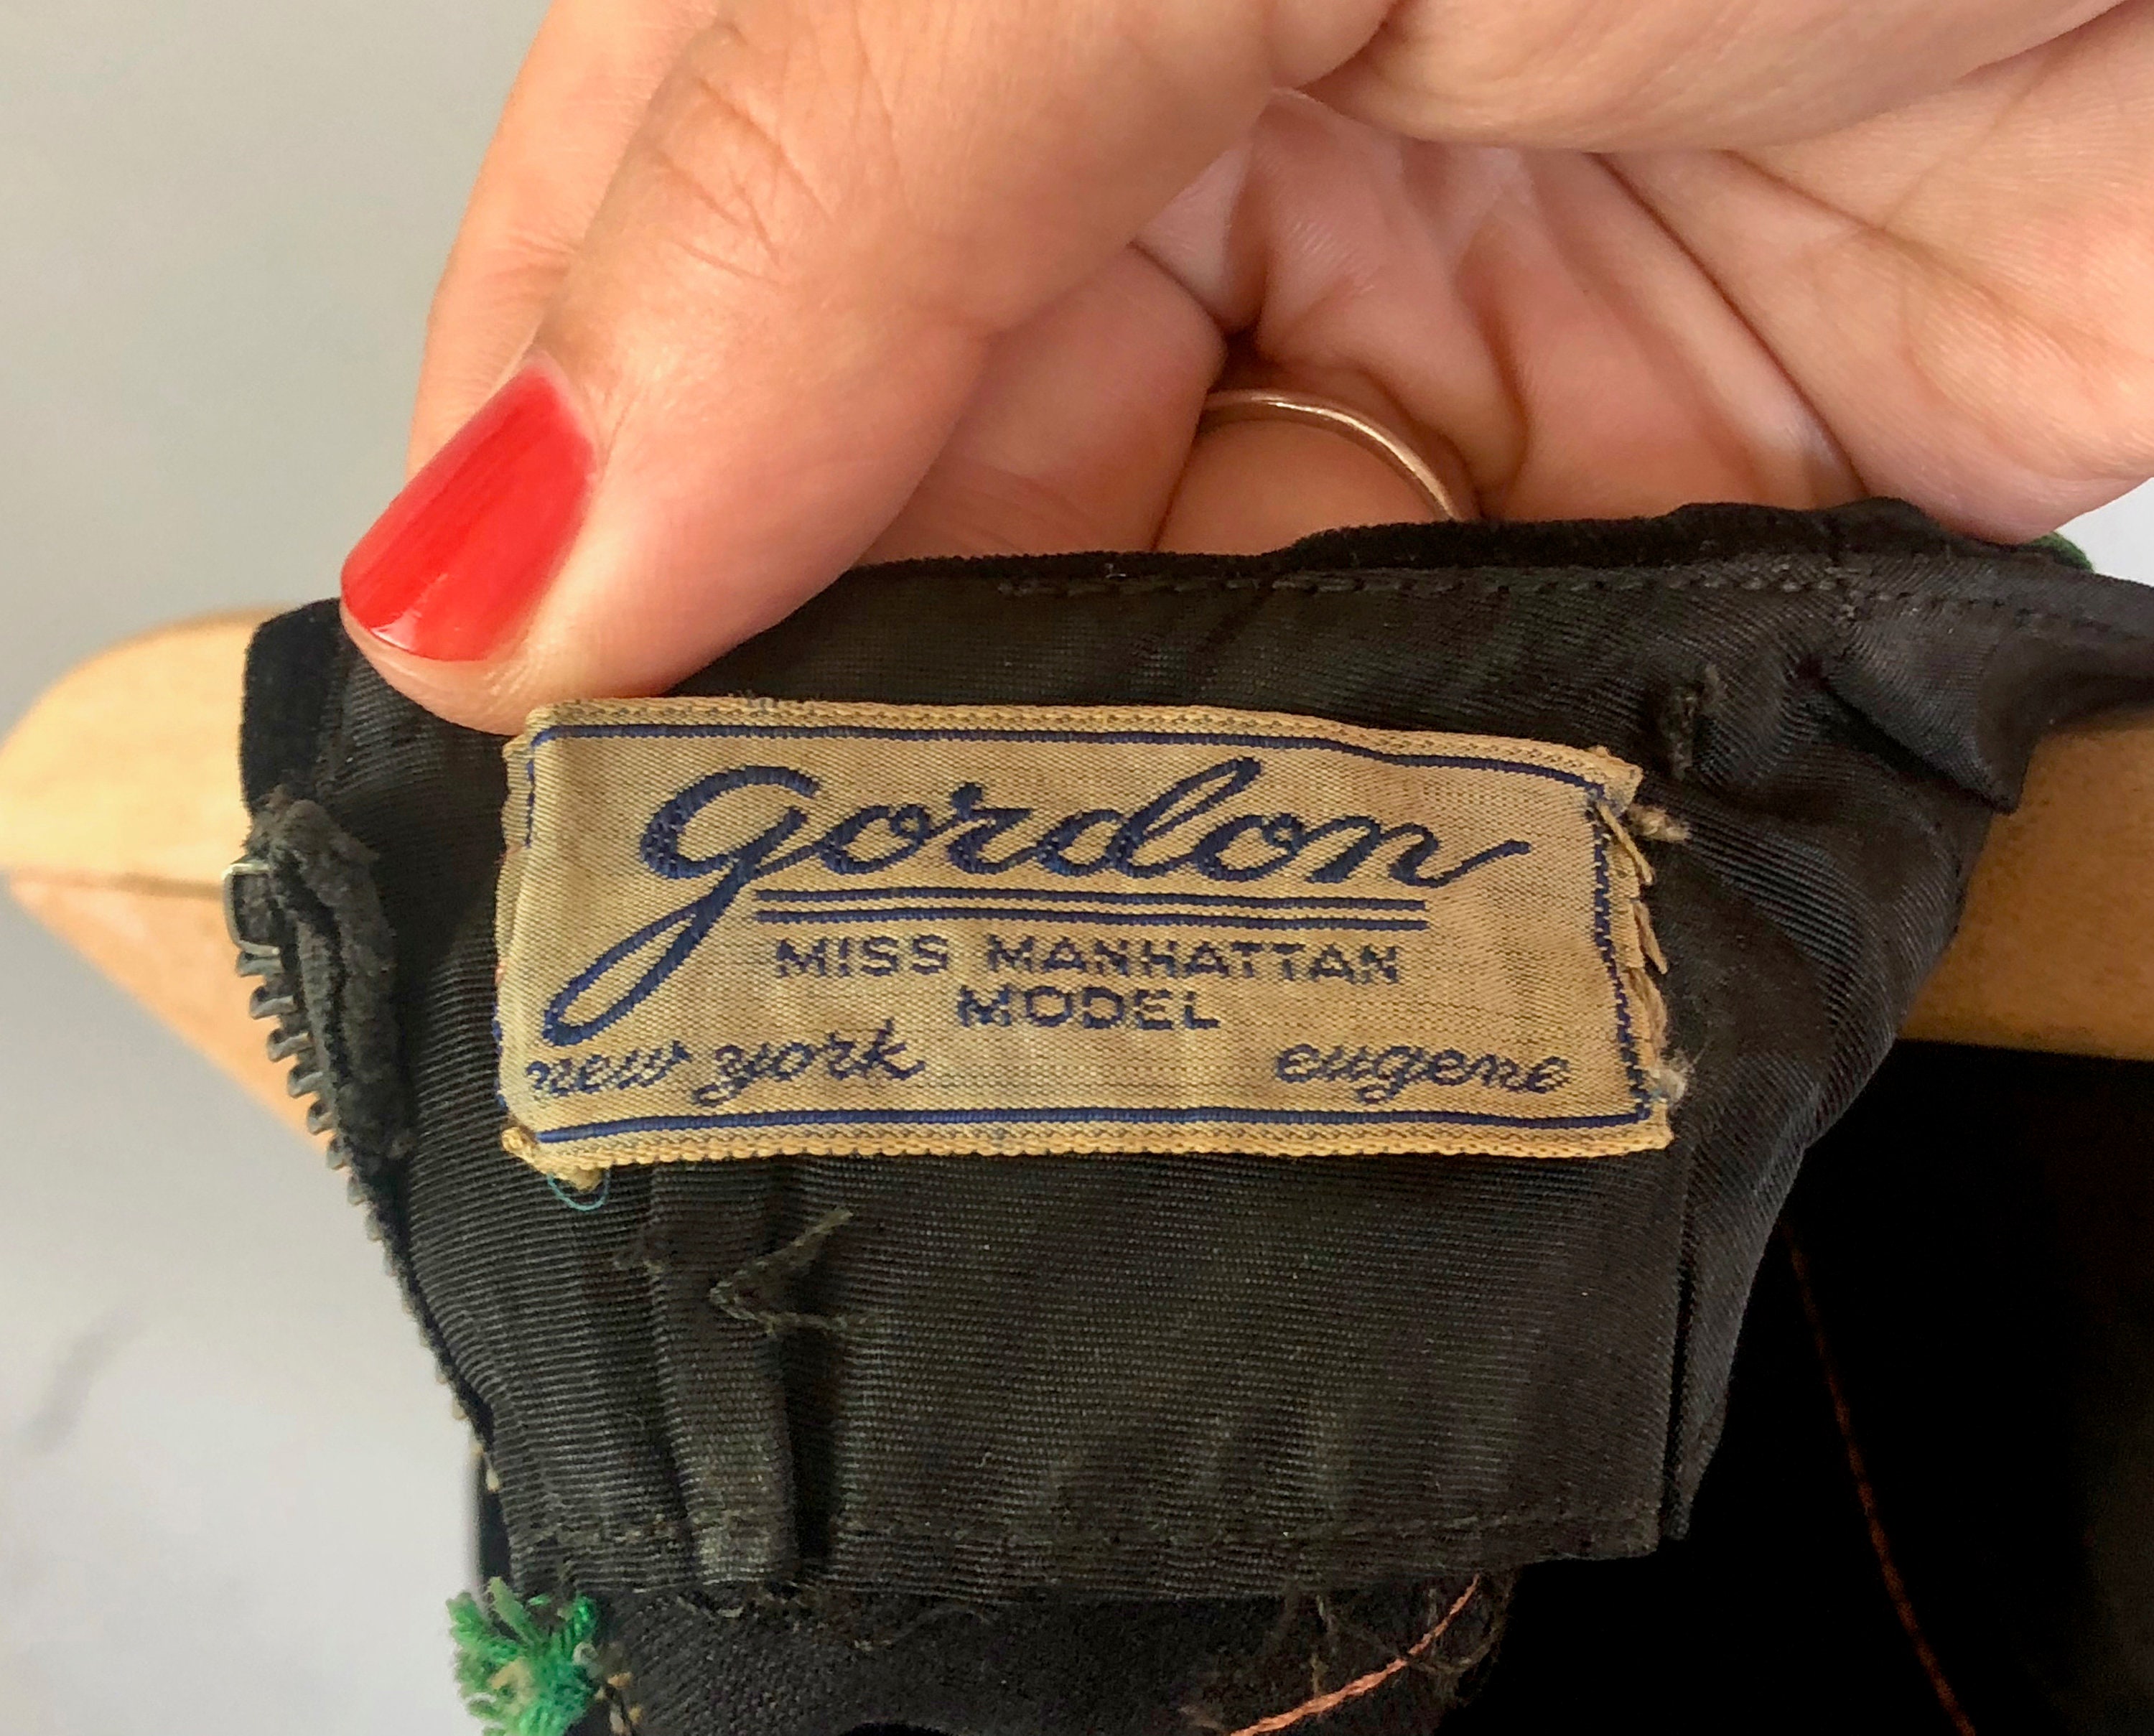 gordon
MISS MANHATTAN
MODEL
new york eugene